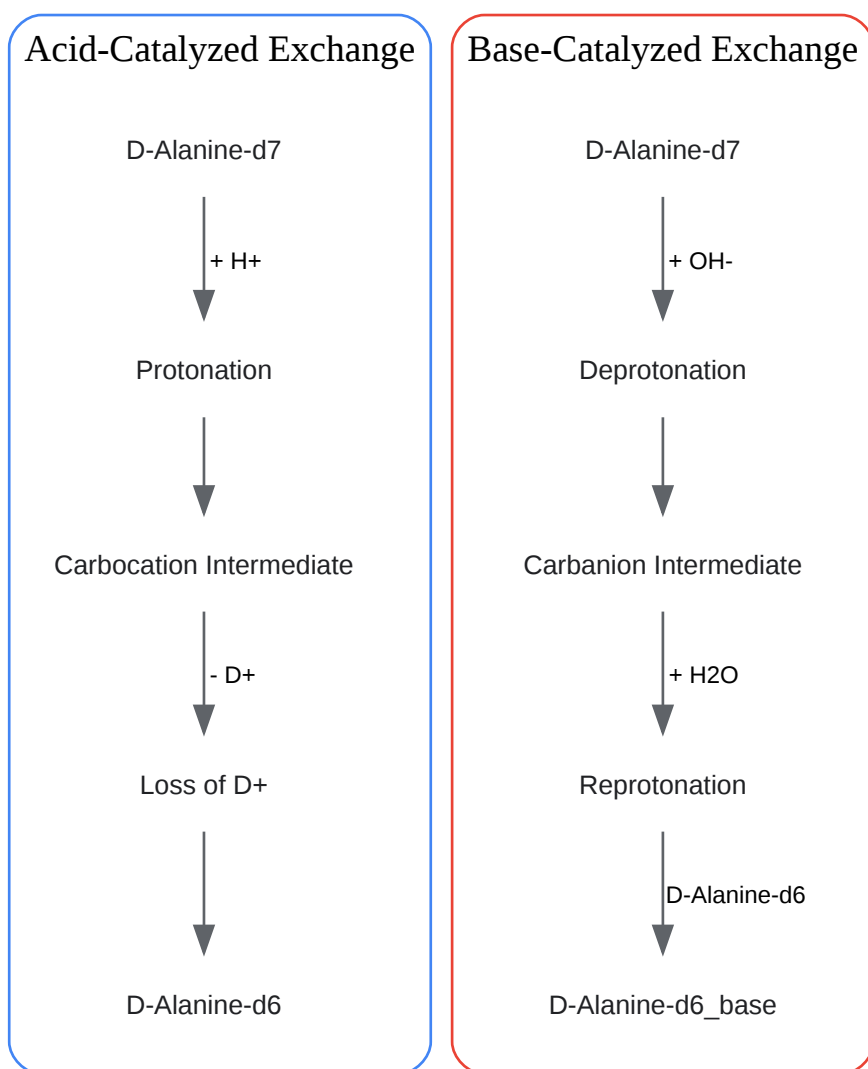 Acid-Catalyzed Exchange
D-Alanine-d7
+ H+
Protonation
Carbocation Intermediate
- D+
Loss of D+
D-Alanine-d6
Base-Catalyzed Exchange
D-Alanine-d7
+ OH-
Deprotonation
Carbanion Intermediate
+ H2O
Reprotonation
D-Alanine-d6
D-Alanine-d6_base